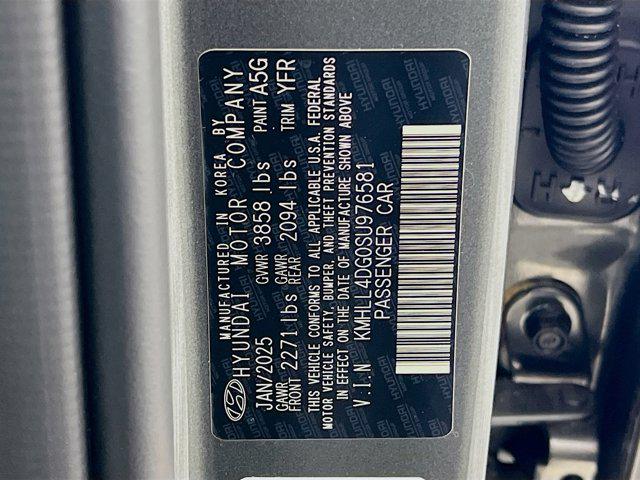 MANUFACTURED IN KOREA BY
HYUNDAI MOTOR COMPANY
JAN/2025 GVWR 3858 lbs PAINT A5G
GAWR FRONT 2271 lbs GAWR REAR 2094 lbs TRIM YFR
THIS VEHICLE CONFORMS TO ALL APPLICABLE U.S.A. FEDERAL
MOTOR VEHICLE SAFETY, BUMPER, AND THEFT PREVENTION STANDARDS
IN EFFECT ON THE DATE OF MANUFACTURE SHOWN ABOVE
V.I.N KMHLL4DG0SU976581
PASSENGER CAR